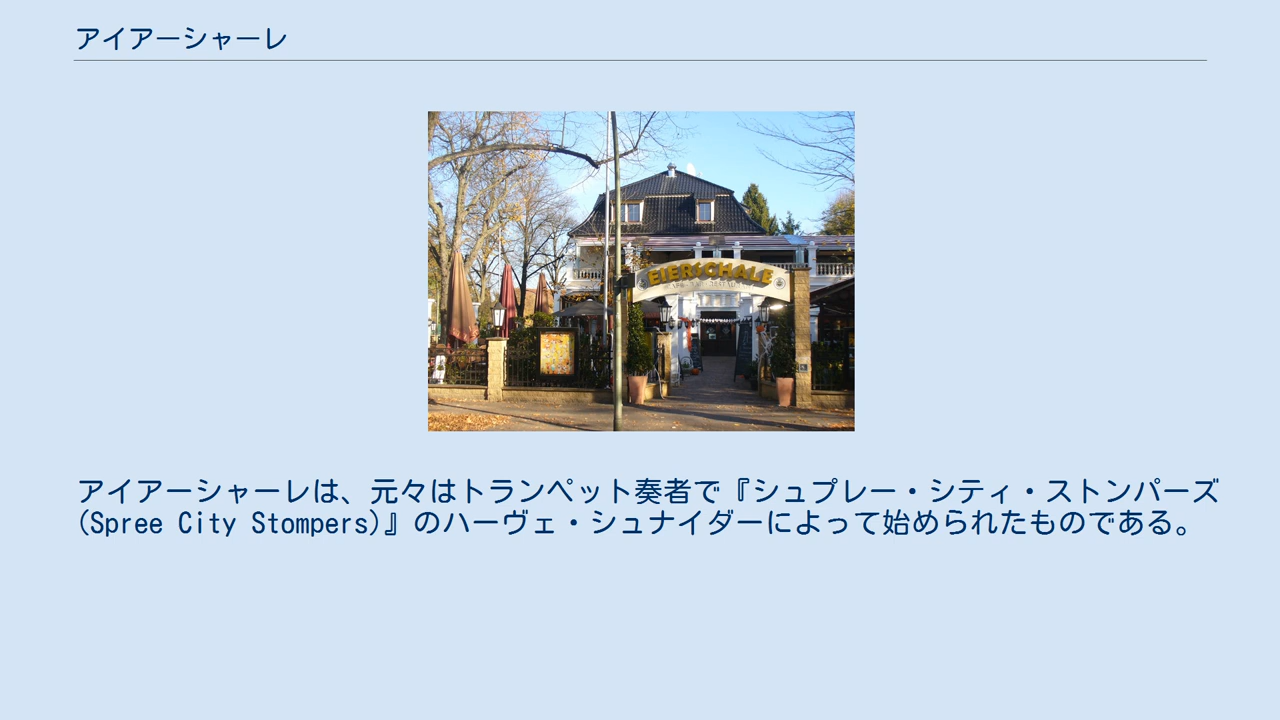 アイアーシャーレ
EIERSCHALE
アイアーシャーレは、元々はトランペット奏者で『シュプレー・シティ・ストンパーズ
(Spree City Stompers)』のハーヴェ・シュナイダーによって始められたものである。